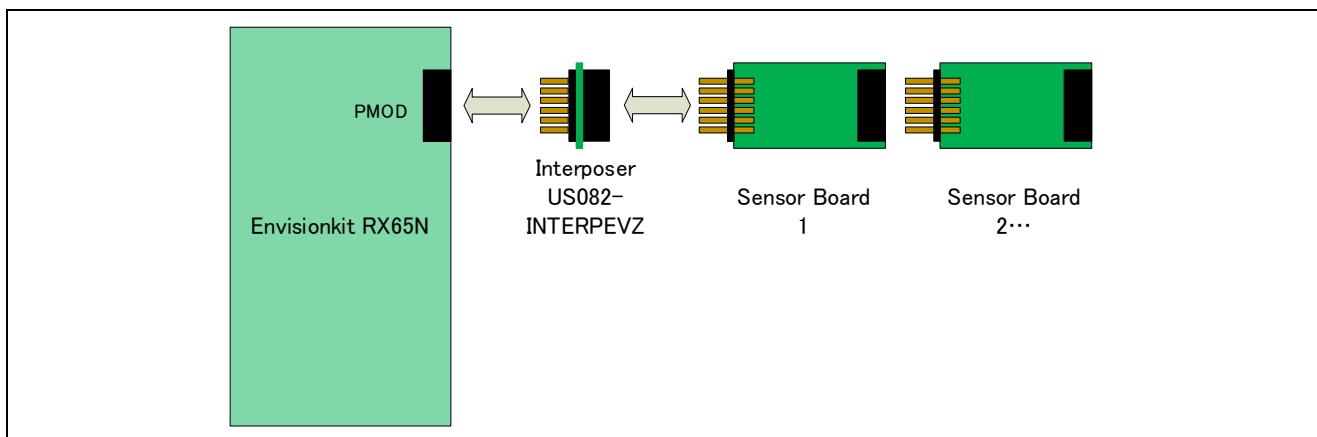 PMOD
Envisionkit RX65N
Interposer
US082-
INTERPEVZ
Sensor Board
1
Sensor Board
2…